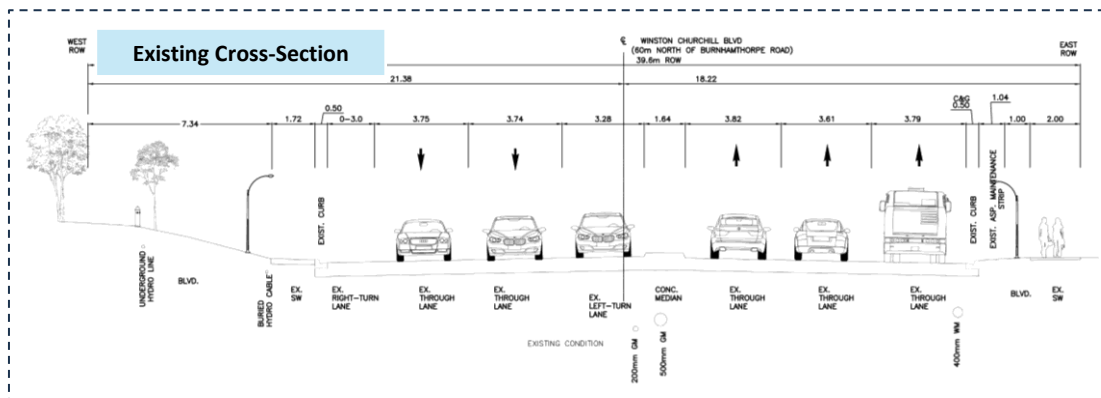 Existing Cross-Section
WEST
ROW
℄ WINSTON CHURCHILL BLVD
(60m NORTH OF BURNHAMTHORPE ROAD)
39.6m ROW
EAST
ROW
21.38
18.22
7.34
1.72
0.50
0-3.0
3.75
3.74
3.28
1.64
3.82
3.61
3.79
C&G
0.50
1.04
1.00
2.00
EXIST. CURB
EXIST. CURB
EXIST. ASP. MAINTENANCE
STRIP
UNDERGROUND
HYDRO LINE
BLVD.
BURIED
HYDRO CABLE
EX.
SW
EX.
RIGHT-TURN
LANE
EX.
THROUGH
LANE
EX.
THROUGH
LANE
EX.
LEFT-TURN
LANE
CONC.
MEDIAN
EX.
THROUGH
LANE
EX.
THROUGH
LANE
EX.
THROUGH
LANE
BLVD.
EX.
SW
EXISTING CONDITION
200mm GM
500mm GM
400mm WM